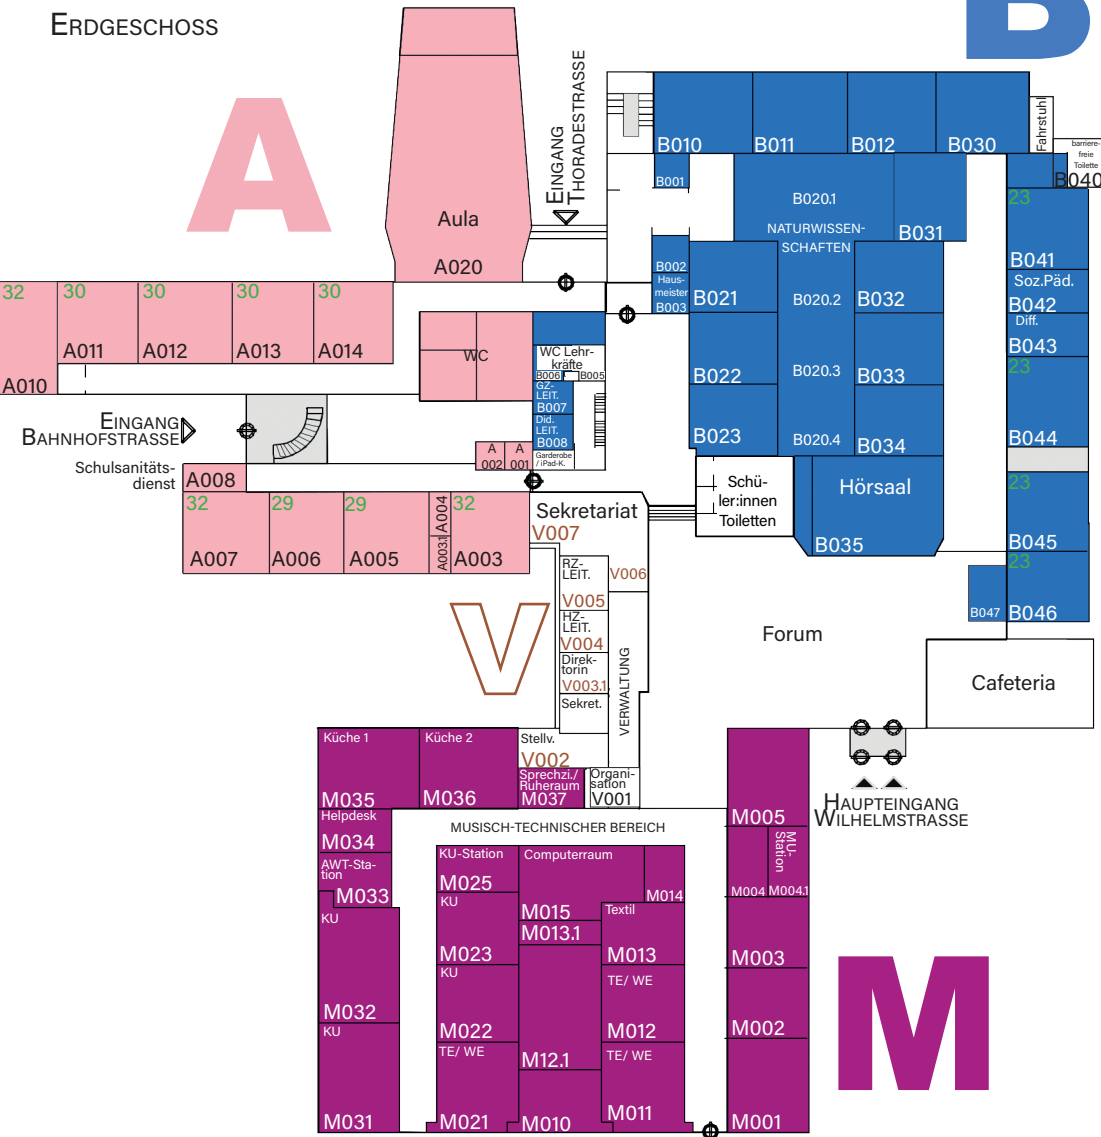 ERDGESCHOSS
B
A
EINGANG
THORADESTRASSE
Aula
A020
B010
B011
B012
B030
Fahrstuhl
barriere-
freie
Toilette
B040
B001
B020.1
NATURWISSEN-
SCHAFTEN
B031
23
B041
B002
Haus-
meister
B003
B021
B020.2
B032
Soz.Päd.
B042
Diff.
B043
32
30
30
30
30
A010
A011
A012
A013
A014
WC
WC Lehr-
kräfte
B006
B005
GZ-
LEIT.
B007
Did.
LEIT.
B008
Garderobe
/ iPad-K.
B022
B020.3
B033
23
B044
B023
B020.4
B034
EINGANG
BAHNHOFSTRASSE
A
002
A
001
Schulsanitäts-
dienst
A008
32
29
29
32
A007
A006
A005
A004
A003.1
A003
Sekretariat
V007
Schü-
ler:innen
Toiletten
Hörsaal
B035
23
B045
23
B046
B047
RZ-
LEIT.
V005
V006
HZ-
LEIT.
V004
Direk-
torin
V003.1
Sekret.
VERWALTUNG
V
Forum
Cafeteria
Stellv.
V002
Küche 1
M035
Küche 2
M036
Sprechzi./
Ruheraum
M037
Organi-
sation
V001
HAUPTEINGANG
WILHELMSTRASSE
MUSISCH-TECHNISCHER BEREICH
Helpdesk
M034
AWT-Sta-
tion
M033
KU
M032
KU
M031
KU-Station
M025
KU
M023
KU
M022
TE/ WE
M021
Computerraum
M015
M014
M013.1
Textil
M013
TE/ WE
M012
M12.1
TE/ WE
M011
M010
M005
MU-
Station
M004
M004.1
M003
M002
M001
M